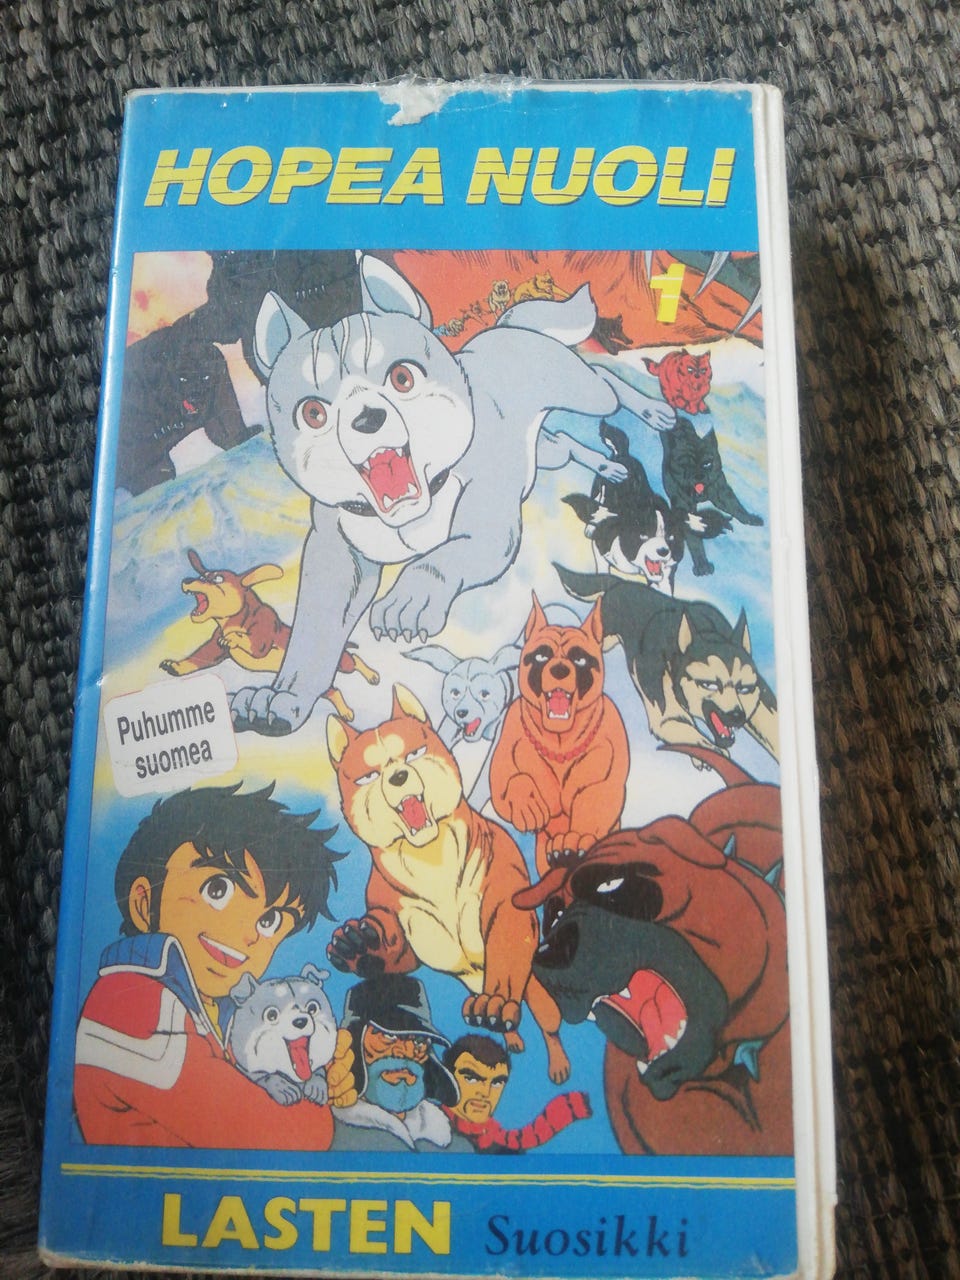 HOPEA NUOLI
1
Puhumme
suomea
LASTEN Suosikki